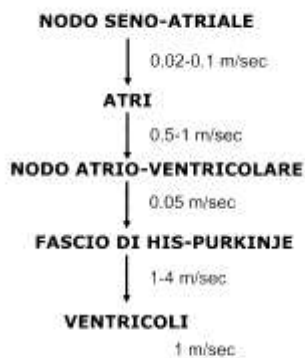 NODO SENO-ATRIALE
0.02-0.1 m/sec
ATRI
0.5-1 m/sec
NODO ATRIO-VENTRICOLARE
0.05 m/sec
FASCIO DI HIS-PURKINJE
1-4 m/sec
VENTRICOLI
1 m/sec